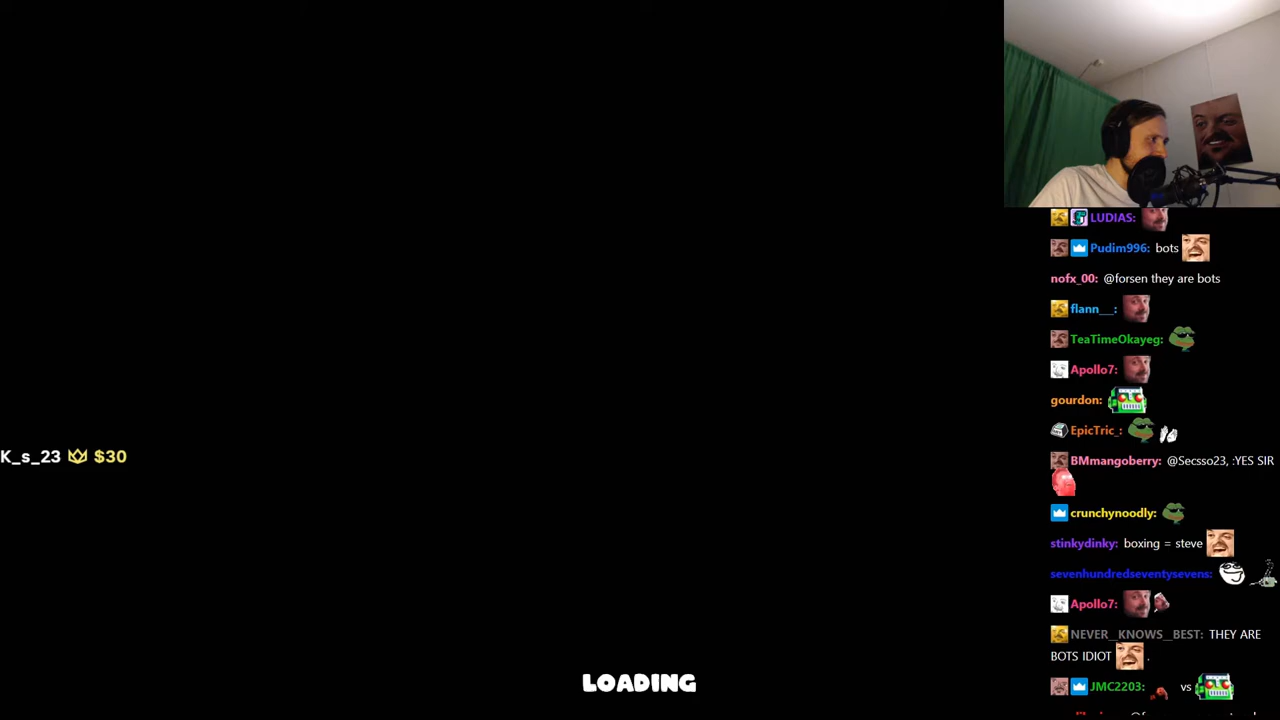 LUDIAS:
Pudim996: bots
nofx_00: @forsen they are bots
flann__:
TeaTimeOkayeg:
Apollo7:
gourdon:
EpicTric_:
K_s_23 $30
BMmangoberry: @Secsso23, :YES SIR
crunchynoodly:
stinkydinky: boxing = steve
sevenhundredseventysevens:
Apollo7:
NEVER__KNOWS__BEST: THEY ARE
BOTS IDIOT .
LOADING
JMC2203: vs